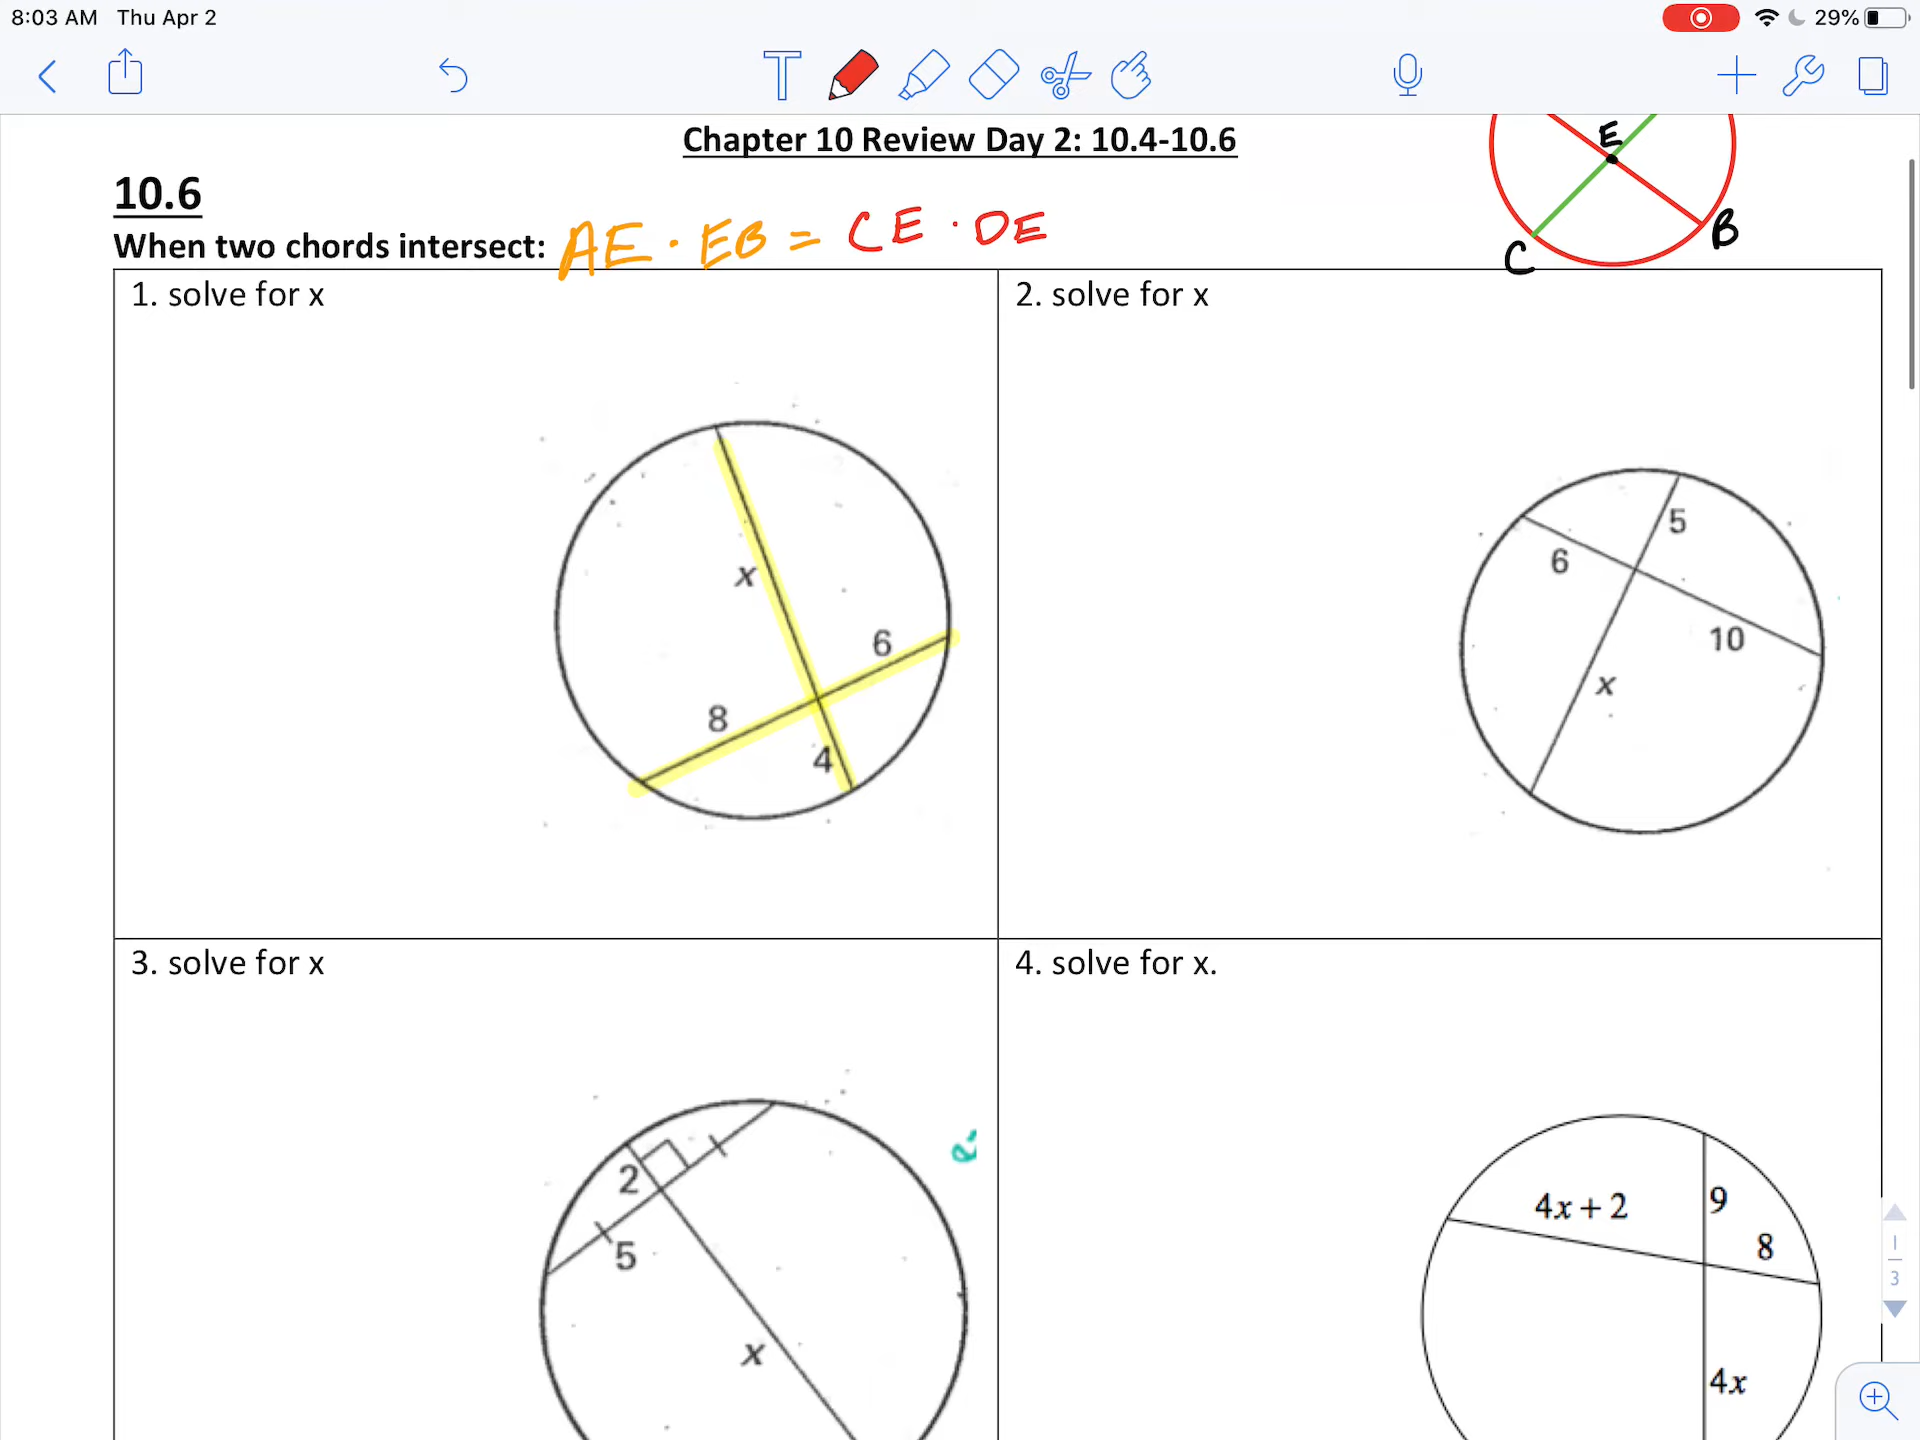 8:03 AM Thu Apr 2
29%
T
Chapter 10 Review Day 2: 10.4-10.6
E
10.6
When two chords intersect: AE · EB = CE · DE
C
B
1. solve for x
x
6
8
4
2. solve for x
5
6
10
x
3. solve for x
2
5
x
4. solve for x.
4x + 2
9
8
4x
1
3